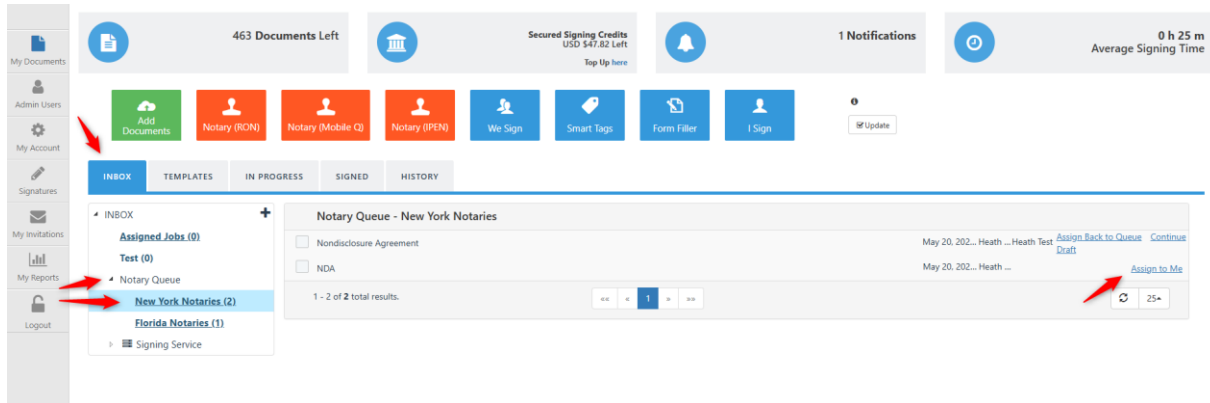 463 Documents Left
Secured Signing Credits
USD $47.82 Left
Top Up here
1 Notifications
0 h 25 m
Average Signing Time
My Documents
Admin Users
My Account
Signatures
My Invitations
My Reports
Logout
Add
Documents
Notary (RON)
Notary (Mobile Q)
Notary (IPEN)
We Sign
Smart Tags
Form Filler
I Sign
Update
INBOX
TEMPLATES
IN PROGRESS
SIGNED
HISTORY
INBOX
Assigned Jobs (0)
Test (0)
Notary Queue
New York Notaries (2)
Florida Notaries (1)
Signing Service
Notary Queue - New York Notaries
Nondisclosure Agreement May 20, 202... Heath ... Heath Test Assign Back to Queue Continue
Draft
NDA May 20, 202... Heath ... Assign to Me
1 - 2 of 2 total results. «« « 1 » »» 25